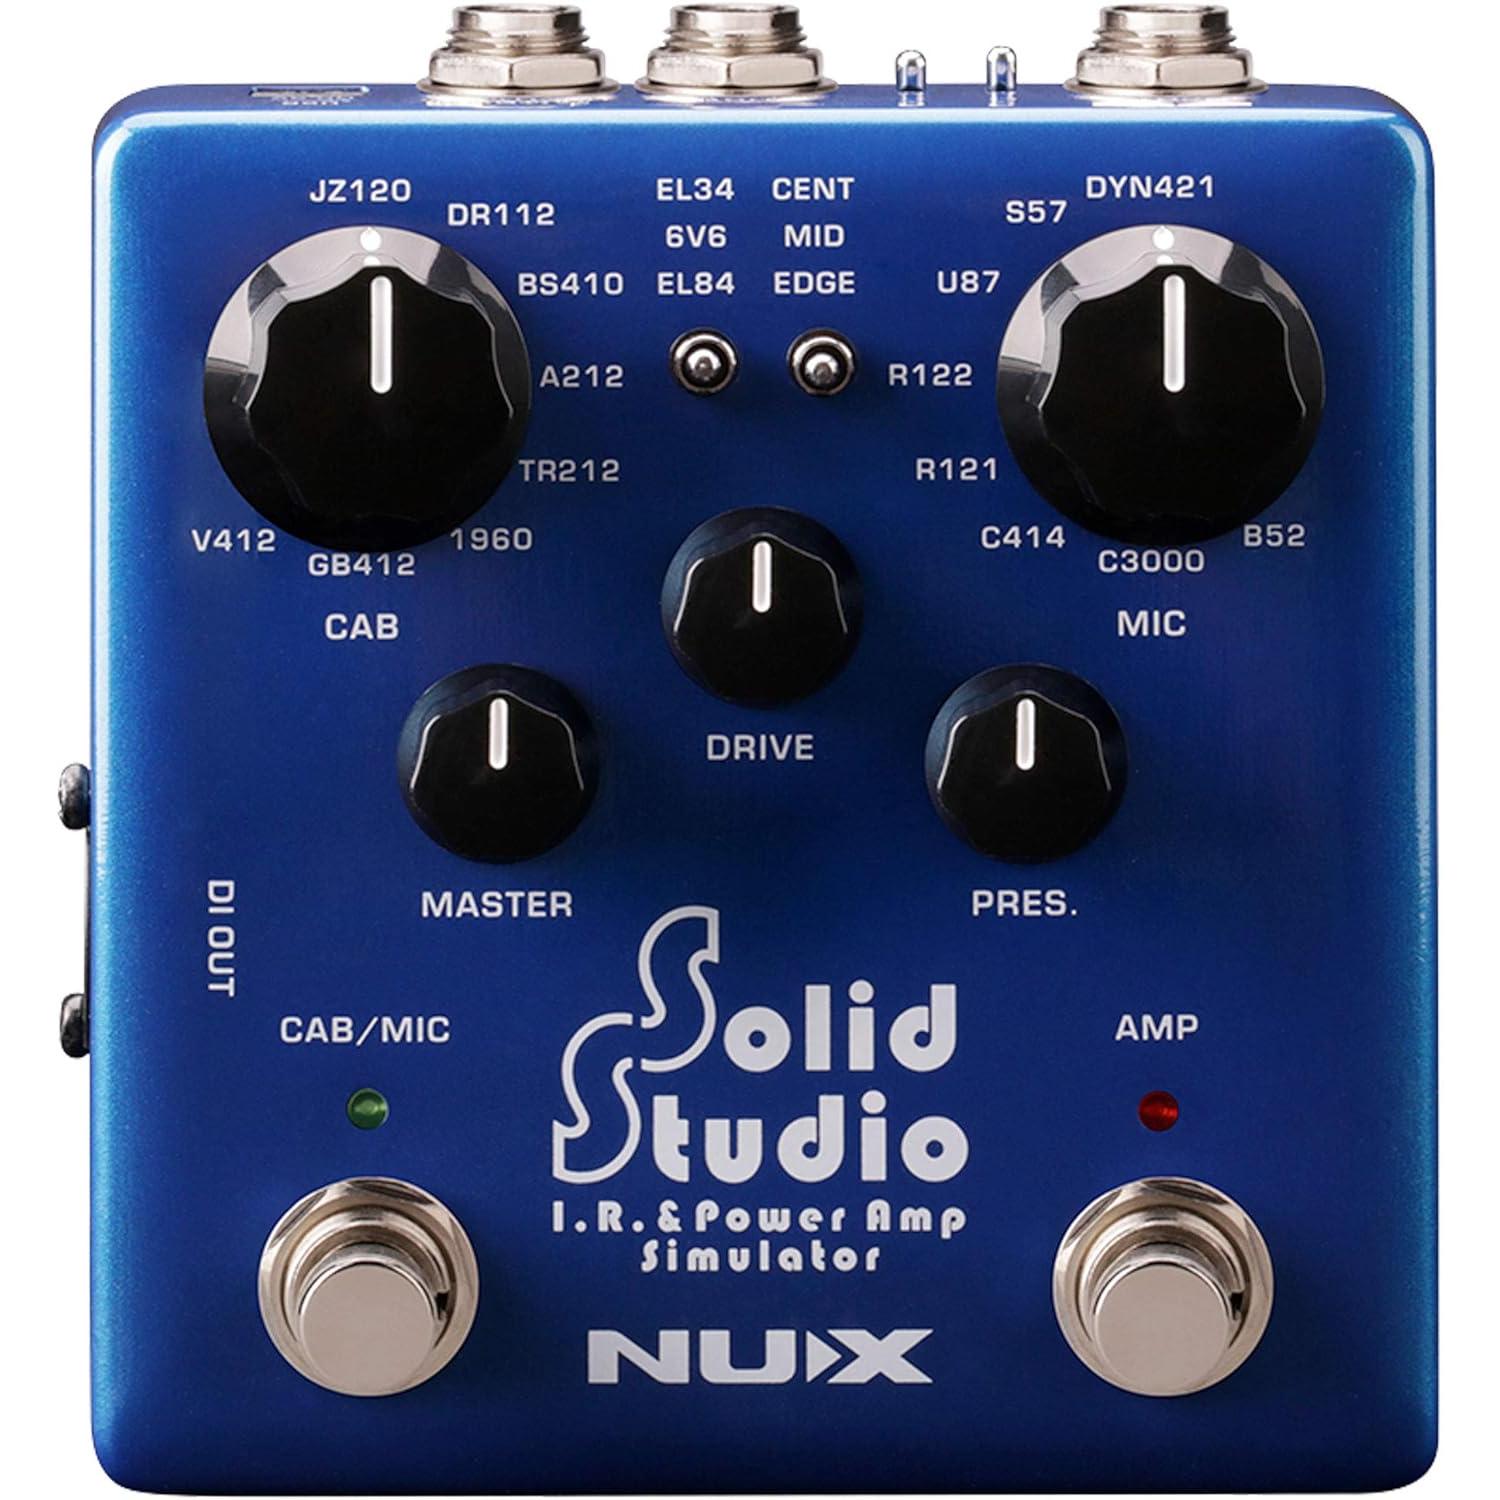 JZ120
DR112
BS410
A212
TR212
1960
GB412
V412
CAB
EL34
6V6
EL84
CENT
MID
EDGE
DYN421
S57
U87
R122
R121
C414
C3000
B52
MIC
DRIVE
MASTER
PRES.
DI OUT
CAB/MIC
AMP
Solid
Studio
I.R. & Power Amp
Simulator
NUX